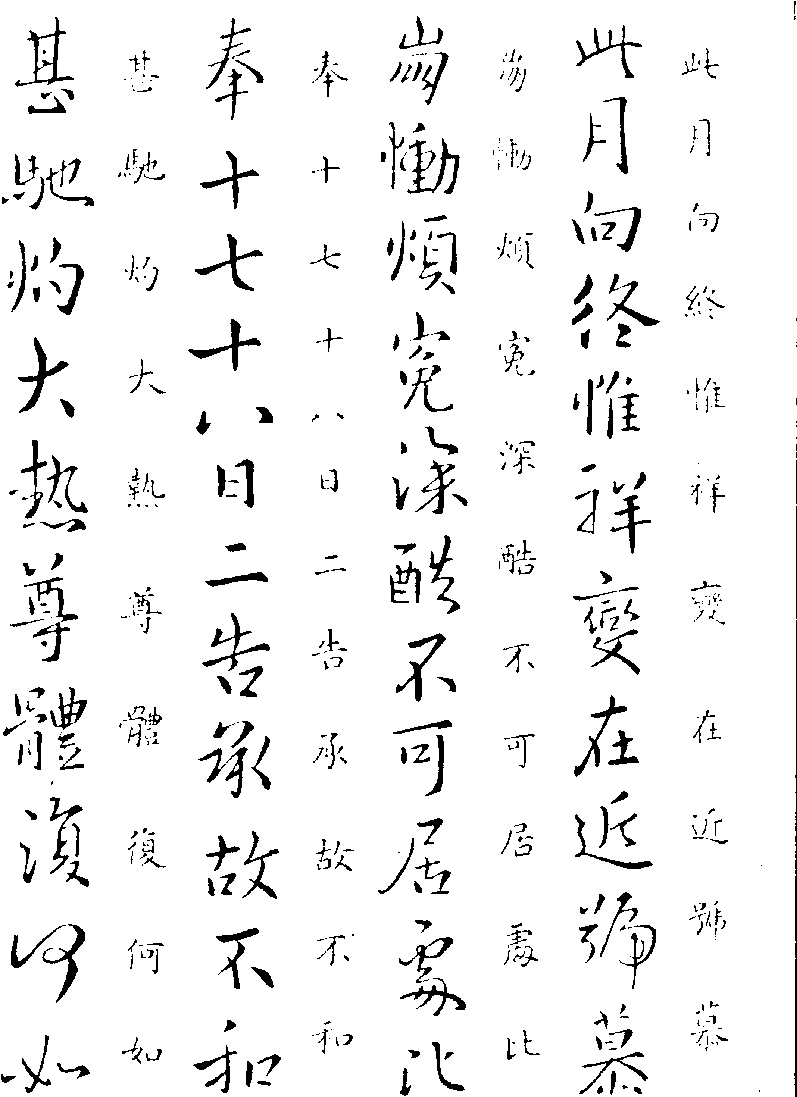 此月向終惟祥變在近號慕
此月向終惟祥變在近號慕
崩慟煩冤深酷不可居處比
崩慟煩冤深酷不可居處比
奉十七十八日二告承故不和
奉十七十八日二告承故不和
甚馳灼大熱尊體復何如
甚馳灼大熱尊體復何如